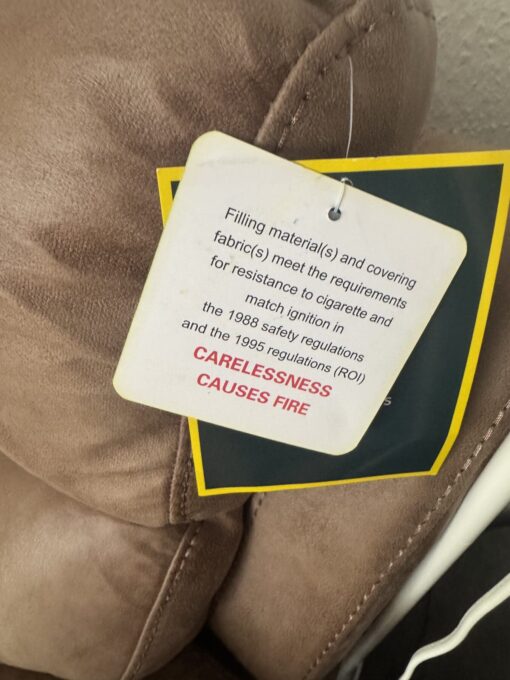 Filling material(s) and covering
fabric(s) meet the requirements
for resistance to cigarette and
match ignition in
the 1988 safety regulations
and the 1995 regulations (ROI)
CARELESSNESS
CAUSES FIRE